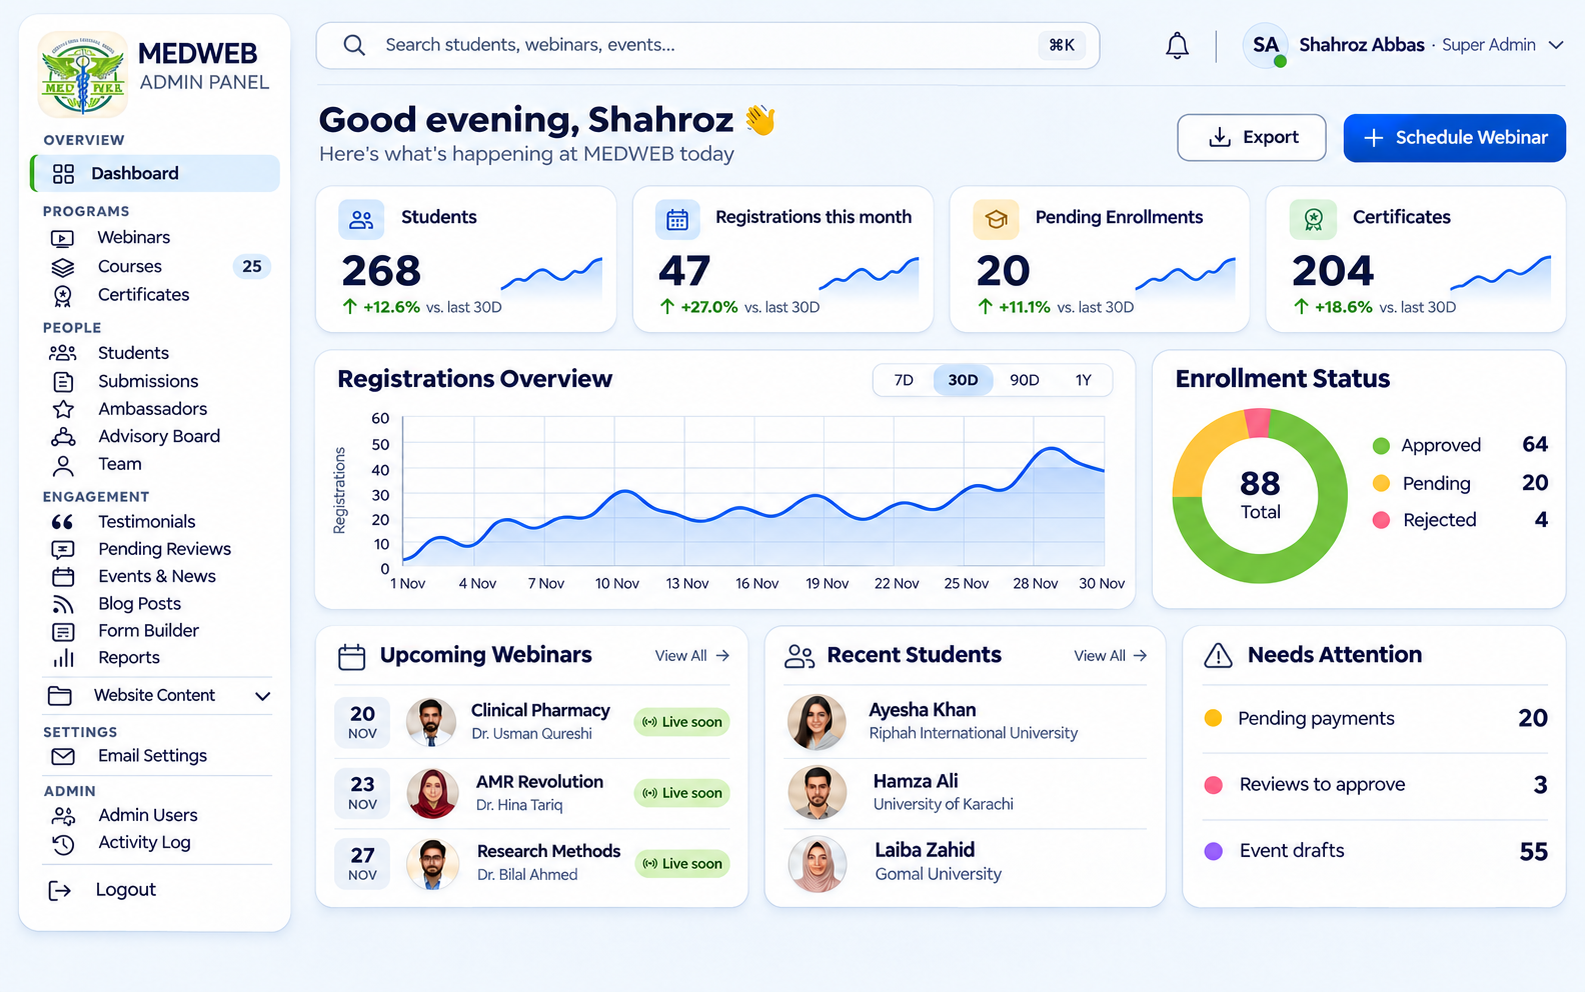 MED WEB
MEDWEB
ADMIN PANEL
OVERVIEW
Dashboard
PROGRAMS
Webinars
Courses 25
Certificates
PEOPLE
Students
Submissions
Ambassadors
Advisory Board
Team
ENGAGEMENT
Testimonials
Pending Reviews
Events & News
Blog Posts
Form Builder
Reports
Website Content
SETTINGS
Email Settings
ADMIN
Admin Users
Activity Log
Logout
Search students, webinars, events... ⌘K
SA Shahroz Abbas · Super Admin
Good evening, Shahroz 👋
Here's what's happening at MEDWEB today
Export
+ Schedule Webinar
Students
268
↑ +12.6% vs. last 30D
Registrations this month
47
↑ +27.0% vs. last 30D
Pending Enrollments
20
↑ +11.1% vs. last 30D
Certificates
204
↑ +18.6% vs. last 30D
Registrations Overview
7D 30D 90D 1Y
Registrations
60
50
40
30
20
10
0
1 Nov 4 Nov 7 Nov 10 Nov 13 Nov 16 Nov 19 Nov 22 Nov 25 Nov 28 Nov 30 Nov
Enrollment Status
88
Total
Approved 64
Pending 20
Rejected 4
Upcoming Webinars View All →
20 NOV
Clinical Pharmacy
Dr. Usman Qureshi
Live soon
23 NOV
AMR Revolution
Dr. Hina Tariq
Live soon
27 NOV
Research Methods
Dr. Bilal Ahmed
Live soon
Recent Students View All →
Ayesha Khan
Riphah International University
Hamza Ali
University of Karachi
Laiba Zahid
Gomal University
Needs Attention
Pending payments 20
Reviews to approve 3
Event drafts 55